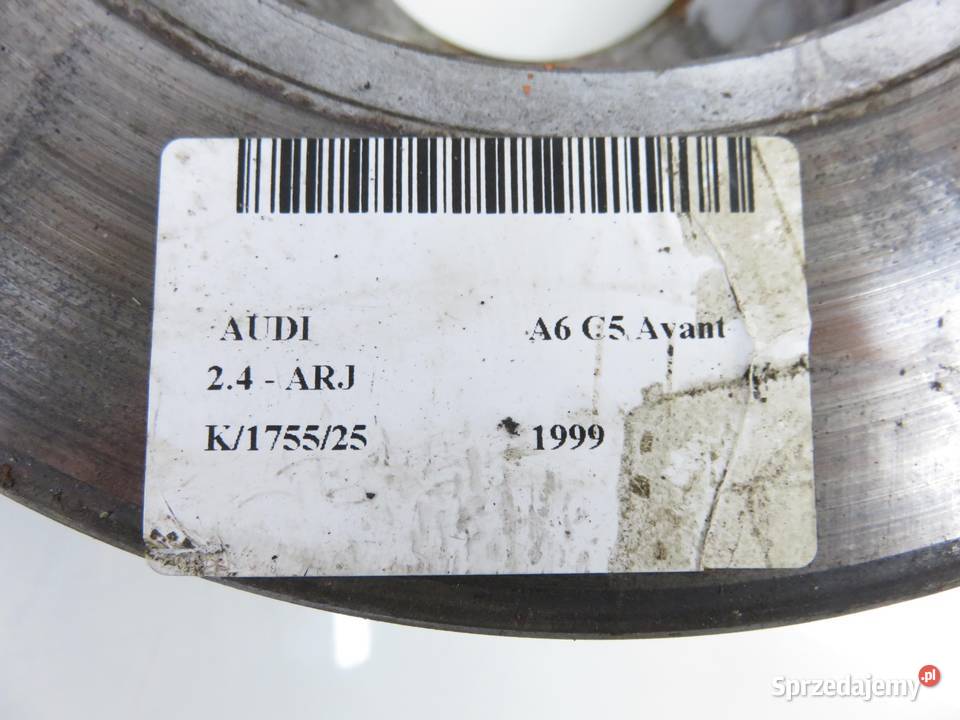 AUDI A6 C5 Avant
2.4 - ARJ
K/1755/25 1999
Sprzedajemy.pl